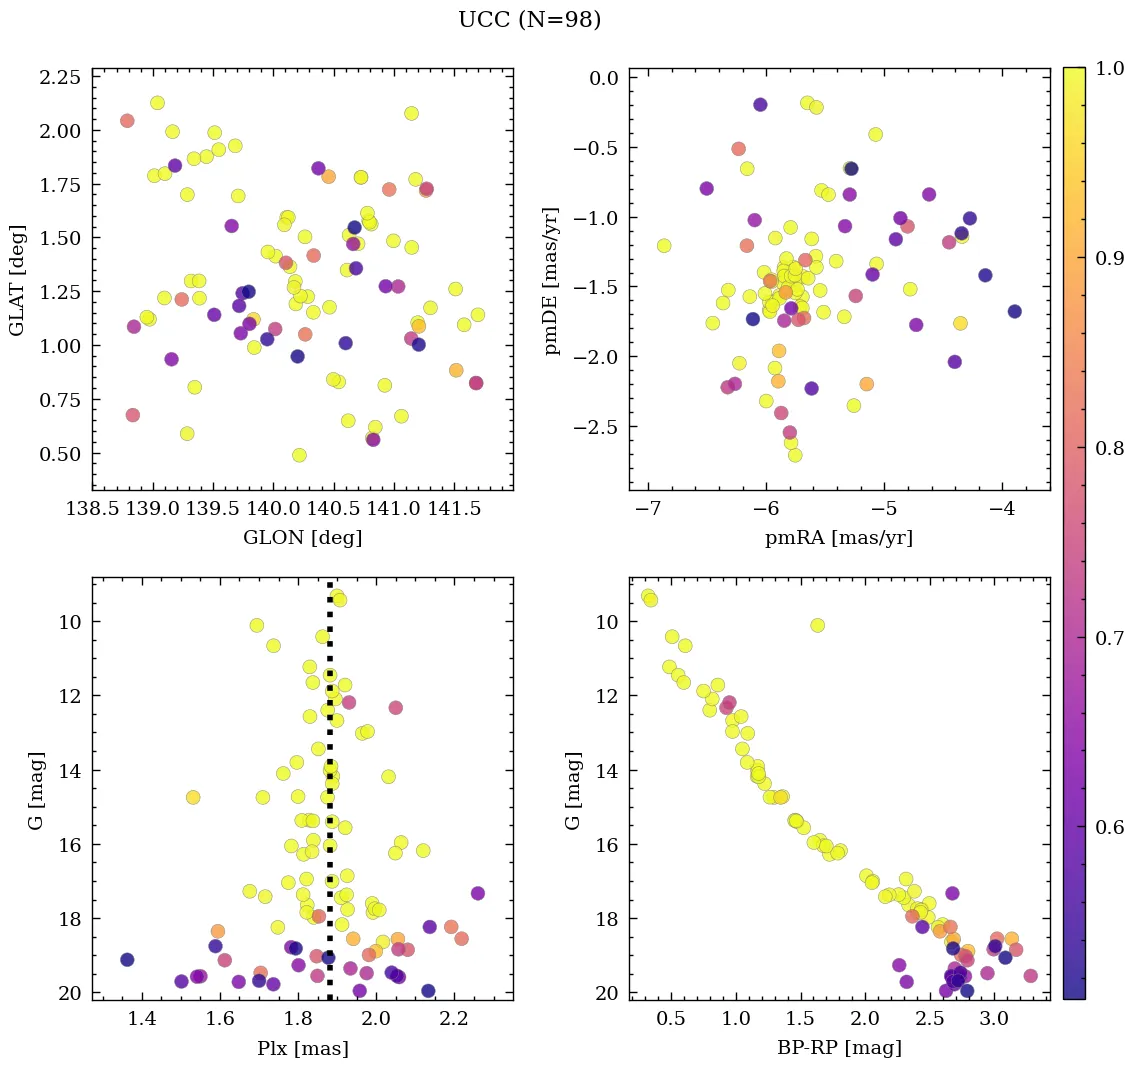 UCC (N=98)
2.25
2.00
1.75
1.50
1.25
1.00
0.75
0.50
GLAT [deg]
138.5 139.0 139.5 140.0 140.5 141.0 141.5
GLON [deg]
0.0
−0.5
−1.0
−1.5
−2.0
−2.5
pmDE [mas/yr]
−7 −6 −5 −4
pmRA [mas/yr]
10
12
14
16
18
20
G [mag]
1.4 1.6 1.8 2.0 2.2
Plx [mas]
10
12
14
16
18
20
G [mag]
0.5 1.0 1.5 2.0 2.5 3.0
BP-RP [mag]
1.0
0.9
0.8
0.7
0.6